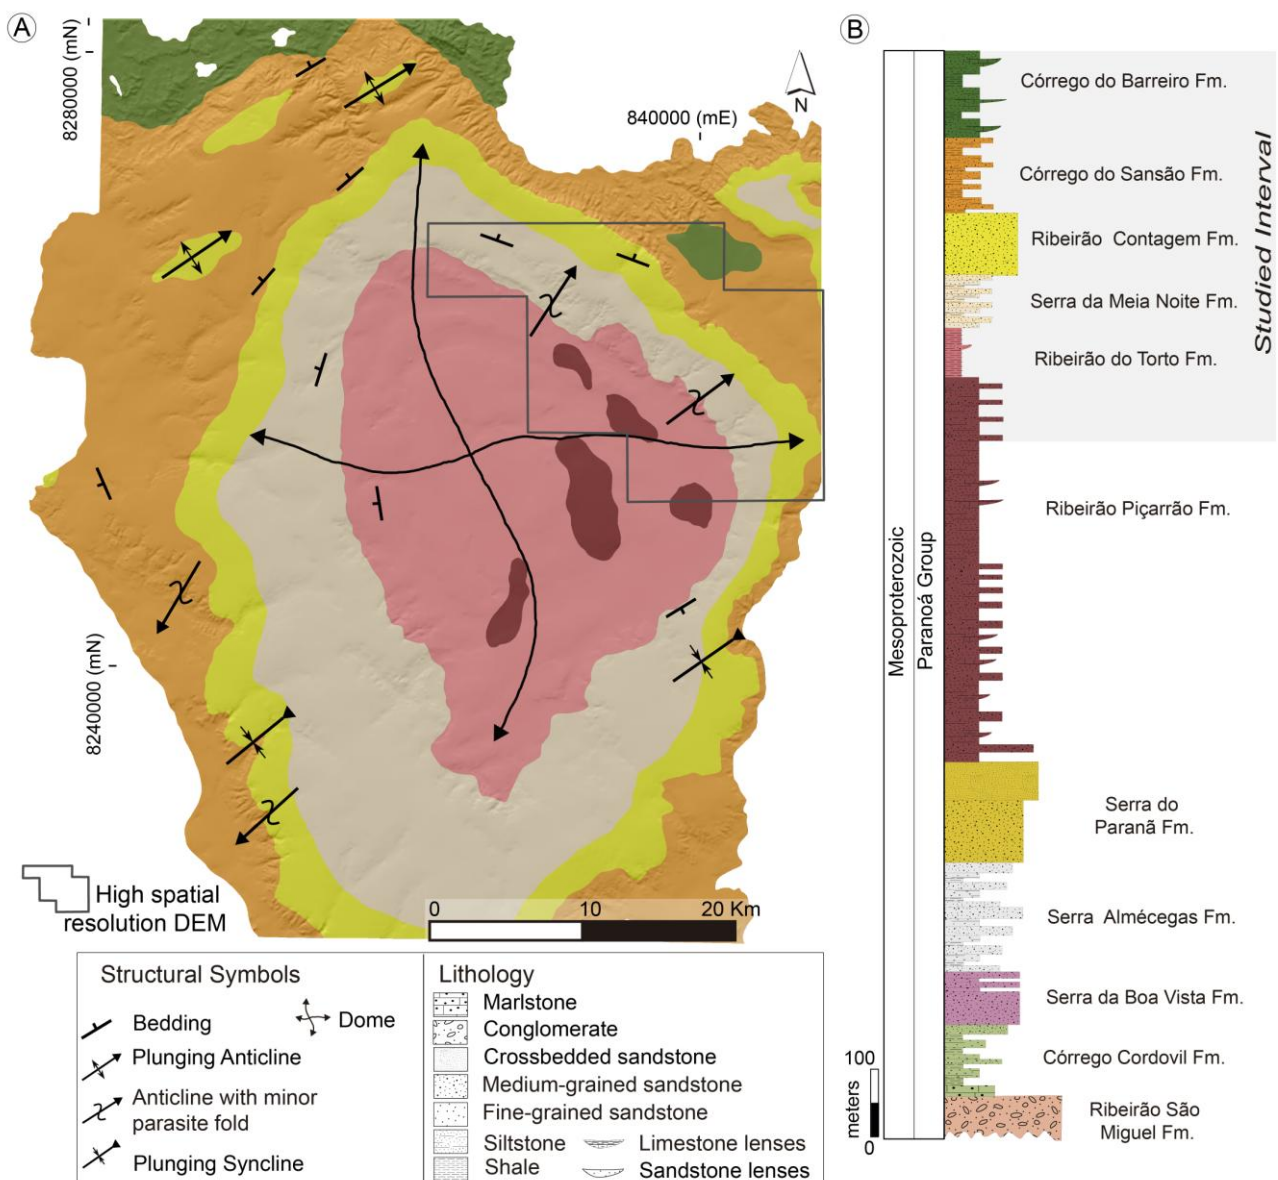 A
8280000 (mN)
840000 (mE)
N
8240000 (mN)
High spatial
resolution DEM
0 10 20 Km
Structural Symbols
Bedding
Dome
Plunging Anticline
Anticline with minor
parasite fold
Plunging Syncline
Lithology
Marlstone
Conglomerate
Crossbedded sandstone
Medium-grained sandstone
Fine-grained sandstone
Siltstone
Limestone lenses
Shale
Sandstone lenses
B
Mesoproterozoic
Paranoá Group
Córrego do Barreiro Fm.
Córrego do Sansão Fm.
Ribeirão Contagem Fm.
Serra da Meia Noite Fm.
Ribeirão do Torto Fm.
Studied Interval
Ribeirão Piçarrão Fm.
Serra do
Paranã Fm.
Serra Almécegas Fm.
Serra da Boa Vista Fm.
Córrego Cordovil Fm.
Ribeirão São
Miguel Fm.
100
meters
0